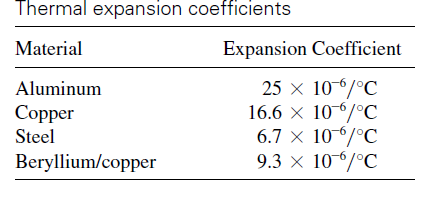 Thermal expansion coefficients
Material Expansion Coefficient
Aluminum 25 × 10⁻⁶/°C
Copper 16.6 × 10⁻⁶/°C
Steel 6.7 × 10⁻⁶/°C
Beryllium/copper 9.3 × 10⁻⁶/°C